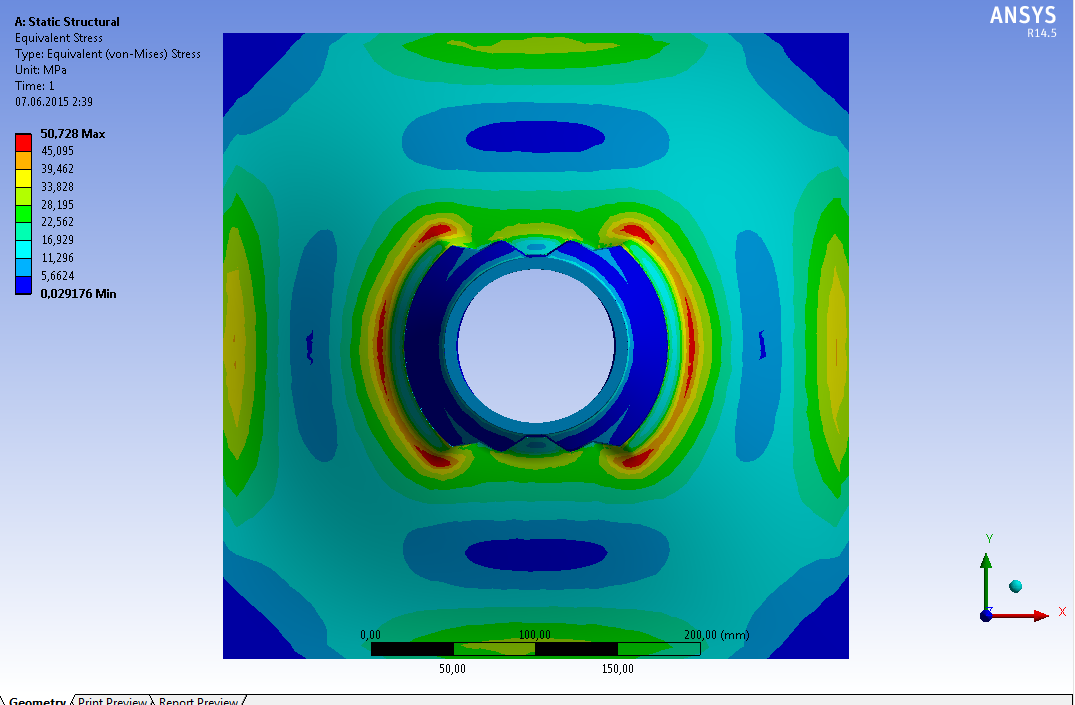 A: Static Structural
Equivalent Stress
Type: Equivalent (von-Mises) Stress
Unit: MPa
Time: 1
07.06.2015 2:39
50,728 Max
45,095
39,462
33,828
28,195
22,562
16,929
11,296
5,6624
0,029176 Min
ANSYS
R14.5
0,00 100,00 200,00 (mm)
50,00 150,00
Y
X
Geometry Print Preview Report Preview